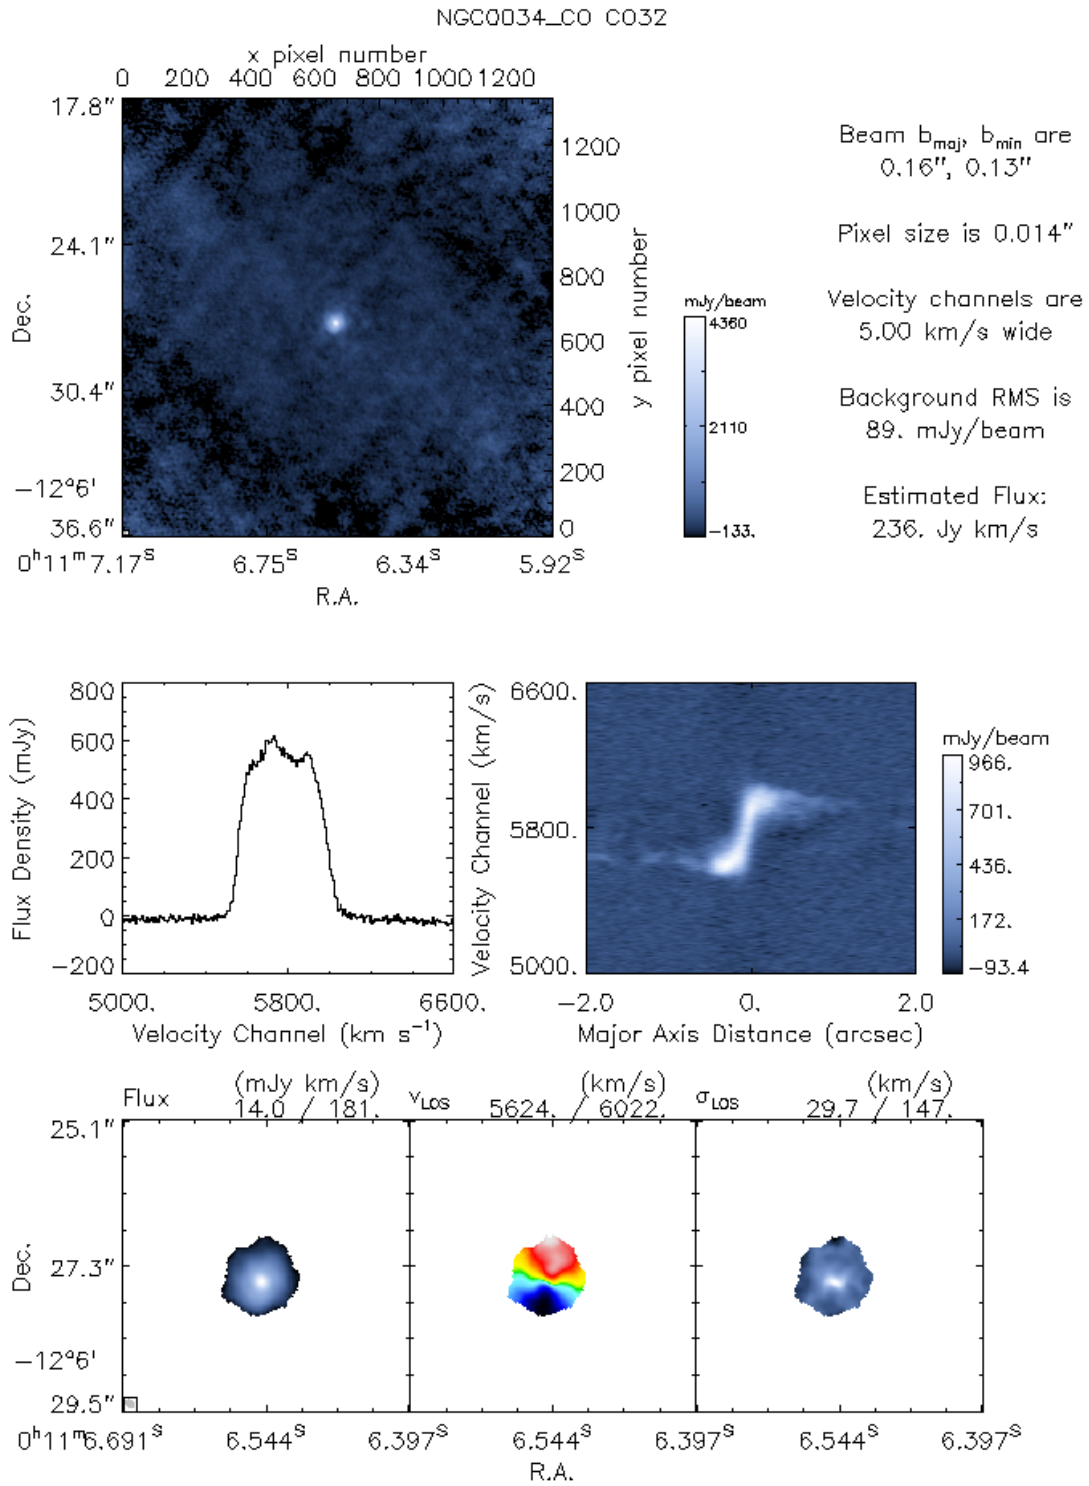 NGC0034_CO CO32
x pixel number
0 200 400 600 800 1000 1200
17.8"
24.1"
Dec.
30.4"
-12°6'
36.6"
1200
1000
800
600
400
200
0
y pixel number
0ʰ11ᵐ7.17ˢ 6.75ˢ 6.34ˢ 5.92ˢ
R.A.
mJy/beam
4360
2110
-133.
Beam b_maj, b_min are
0.16", 0.13"
Pixel size is 0.014"
Velocity channels are
5.00 km/s wide
Background RMS is
89. mJy/beam
Estimated Flux:
236. Jy km/s
Flux Density (mJy)
800
600
400
200
0
-200
5000. 5800. 6600.
Velocity Channel (km s⁻¹)
Velocity Channel (km/s)
6600.
5800.
5000.
-2.0 0. 2.0
Major Axis Distance (arcsec)
mJy/beam
966.
701.
436.
172.
-93.4
Flux (mJy km/s)
14.0 / 181.
v_LOS (km/s)
5624. / 6022.
σ_LOS (km/s)
29.7 / 147.
25.1"
Dec.
27.3"
-12°6'
29.5"
0ʰ11ᵐ6.691ˢ 6.544ˢ 6.397ˢ 6.544ˢ 6.397ˢ 6.544ˢ 6.397ˢ
R.A.